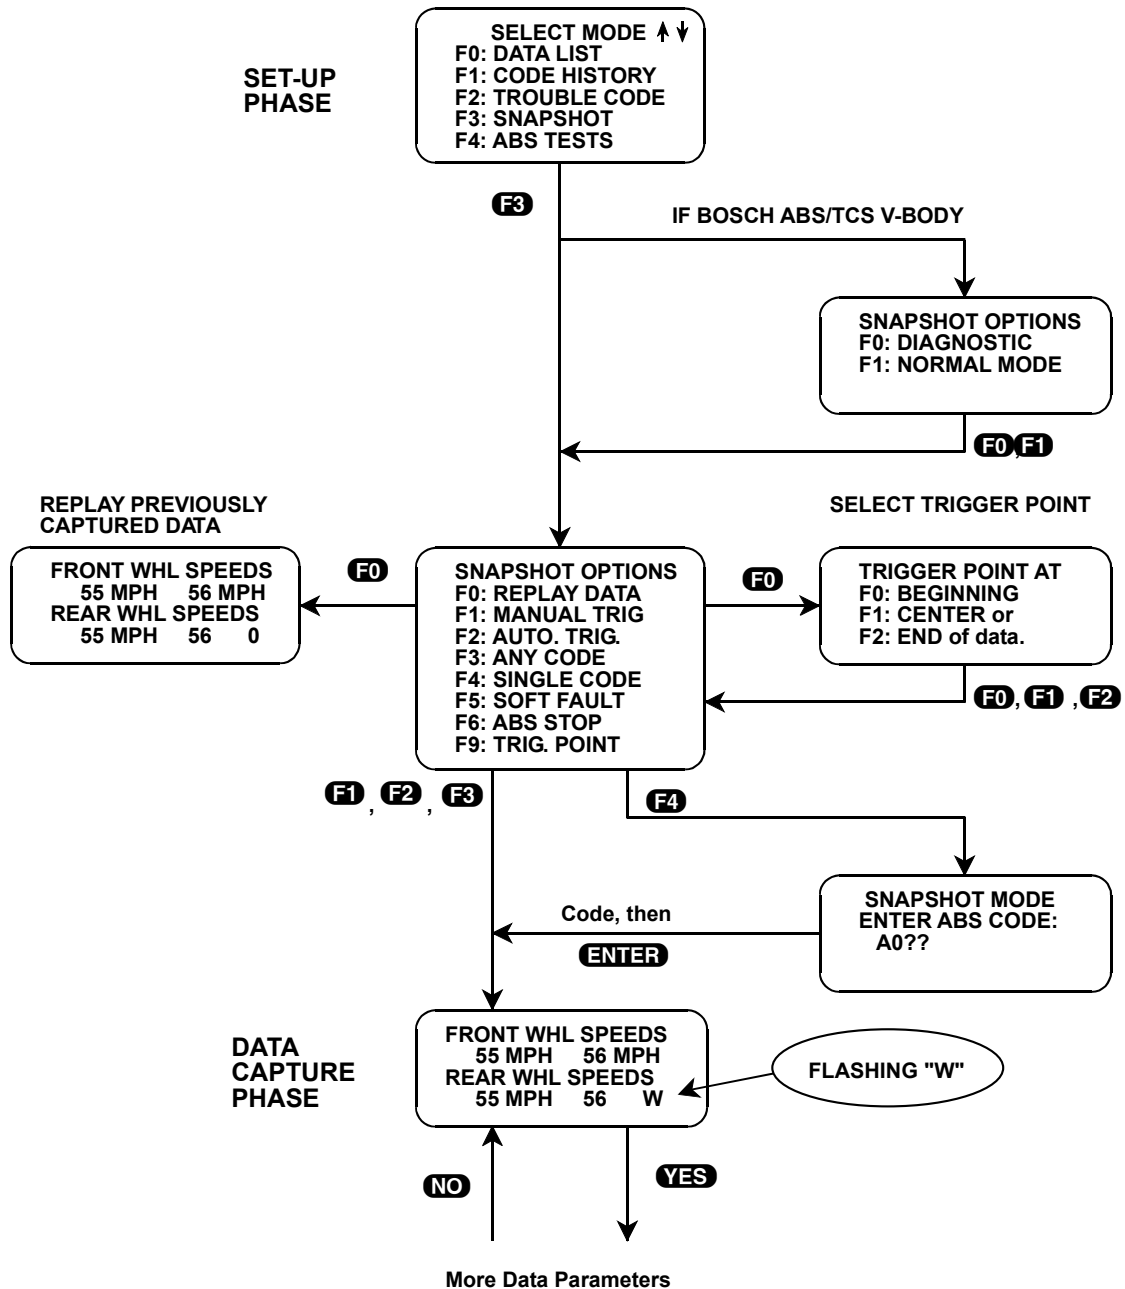 SELECT MODE
F0: DATA LIST
F1: CODE HISTORY
F2: TROUBLE CODE
F3: SNAPSHOT
F4: ABS TESTS
SET-UP
PHASE
F3
IF BOSCH ABS/TCS V-BODY
SNAPSHOT OPTIONS
F0: DIAGNOSTIC
F1: NORMAL MODE
F0,F1
REPLAY PREVIOUSLY
CAPTURED DATA
SELECT TRIGGER POINT
FRONT WHL SPEEDS
55 MPH 56 MPH
REAR WHL SPEEDS
55 MPH 56 0
F0
SNAPSHOT OPTIONS
F0: REPLAY DATA
F1: MANUAL TRIG
F2: AUTO. TRIG.
F3: ANY CODE
F4: SINGLE CODE
F5: SOFT FAULT
F6: ABS STOP
F9: TRIG. POINT
F0
TRIGGER POINT AT
F0: BEGINNING
F1: CENTER or
F2: END of data.
F0, F1 , F2
F1 , F2 , F3
F4
SNAPSHOT MODE
ENTER ABS CODE:
A0??
Code, then
ENTER
DATA
CAPTURE
PHASE
FRONT WHL SPEEDS
55 MPH 56 MPH
REAR WHL SPEEDS
55 MPH 56 W
FLASHING "W"
NO
YES
More Data Parameters